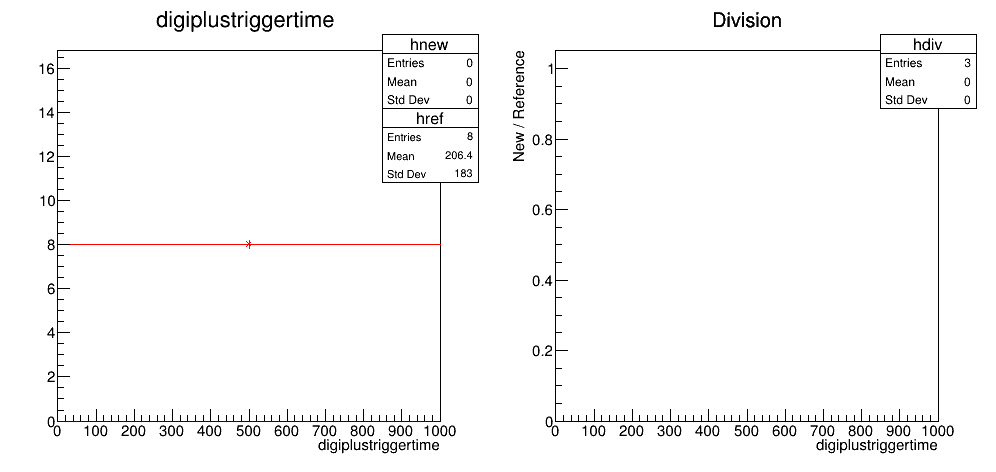 digiplustriggertime
hnew
Entries 0
Mean 0
Std Dev 0
href
Entries 8
Mean 206.4
Std Dev 183
16
14
12
10
8
6
4
2
0
0 100 200 300 400 500 600 700 800 900 1000
digiplustriggertime
Division
hdiv
Entries 3
Mean 0
Std Dev 0
New / Reference
1
0.8
0.6
0.4
0.2
0
0 100 200 300 400 500 600 700 800 900 1000
digiplustriggertime